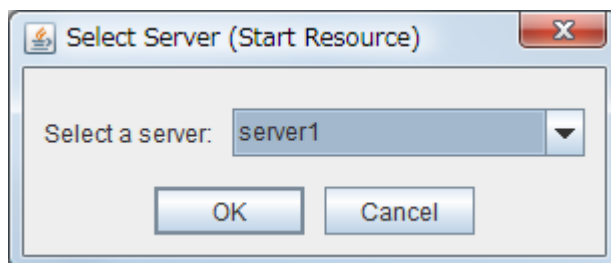 Select Server (Start Resource)
Select a server: server1
OK Cancel